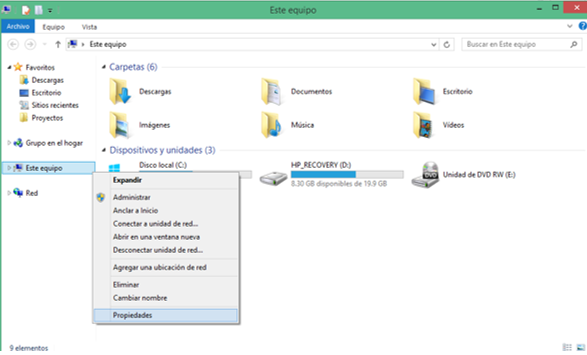 Este equipo
Archivo Equipo Vista
Este equipo
Buscar en Este equipo
Favoritos
Descargas
Escritorio
Sitios recientes
Proyectos
Grupo en el hogar
Este equipo
Red
Carpetas (6)
Descargas Documentos Escritorio
Imágenes Música Vídeos
Dispositivos y unidades (3)
Disco local (C:)
HP_RECOVERY (D:)
8.30 GB disponibles de 19.9 GB
Unidad de DVD RW (E:)
DVD
Expandir
Administrar
Anclar a Inicio
Conectar a unidad de red...
Abrir en una ventana nueva
Desconectar unidad de red...
Agregar una ubicación de red
Eliminar
Cambiar nombre
Propiedades
9 elementos